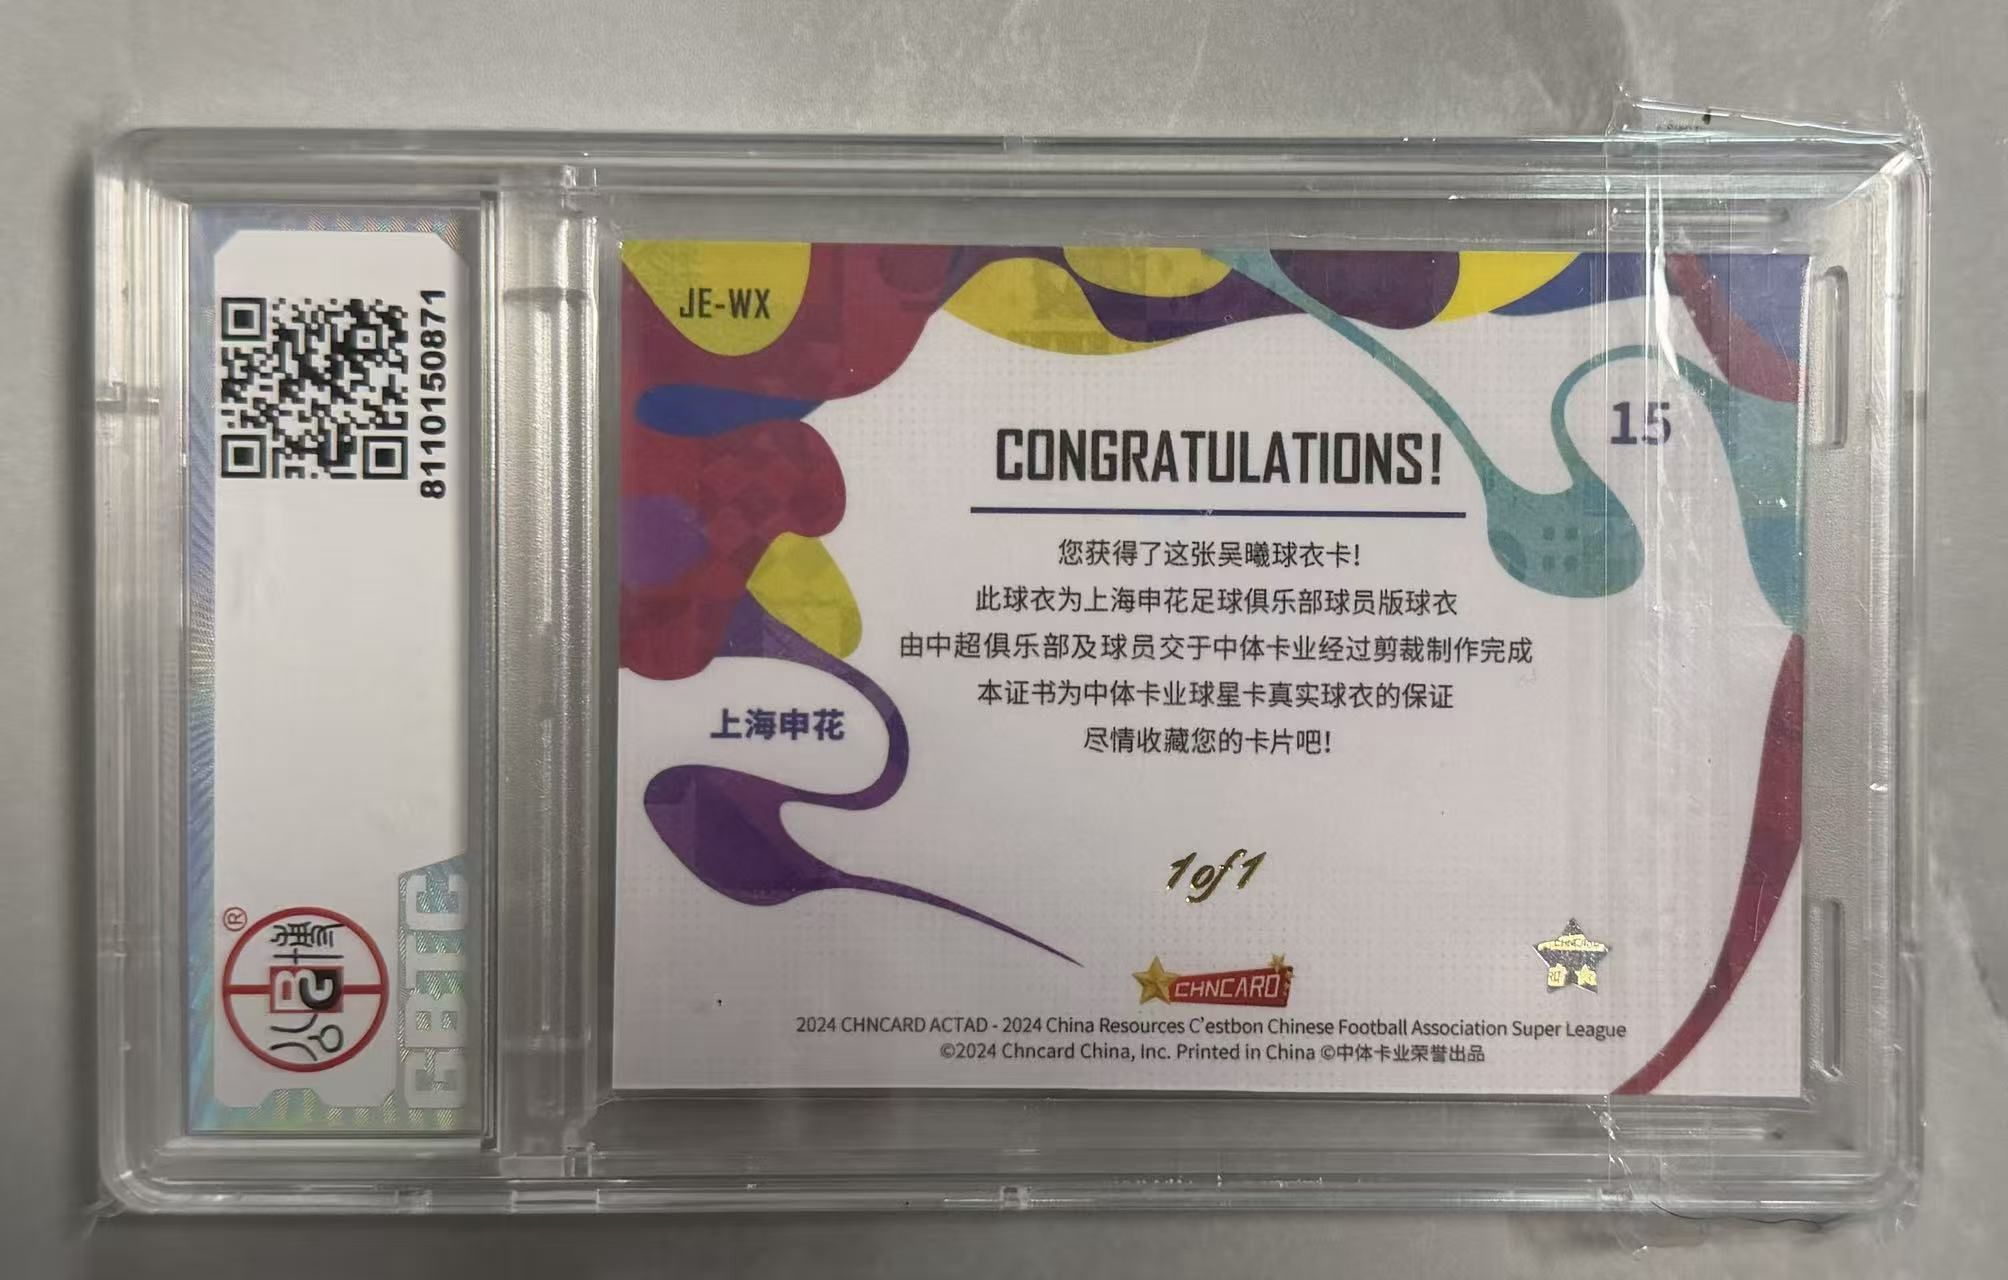 8110150871
®
GBTC
JE-WX
15
CONGRATULATIONS!
您获得了这张吴曦球衣卡!
此球衣为上海申花足球俱乐部球员版球衣
由中超俱乐部及球员交于中体卡业经过剪裁制作完成
本证书为中体卡业球星卡真实球衣的保证
尽情收藏您的卡片吧!
上海申花
1of1
CHNCARD
2024 CHNCARD ACTAD - 2024 China Resources C'estbon Chinese Football Association Super League
©2024 Chncard China, Inc. Printed in China ©中体卡业荣誉出品